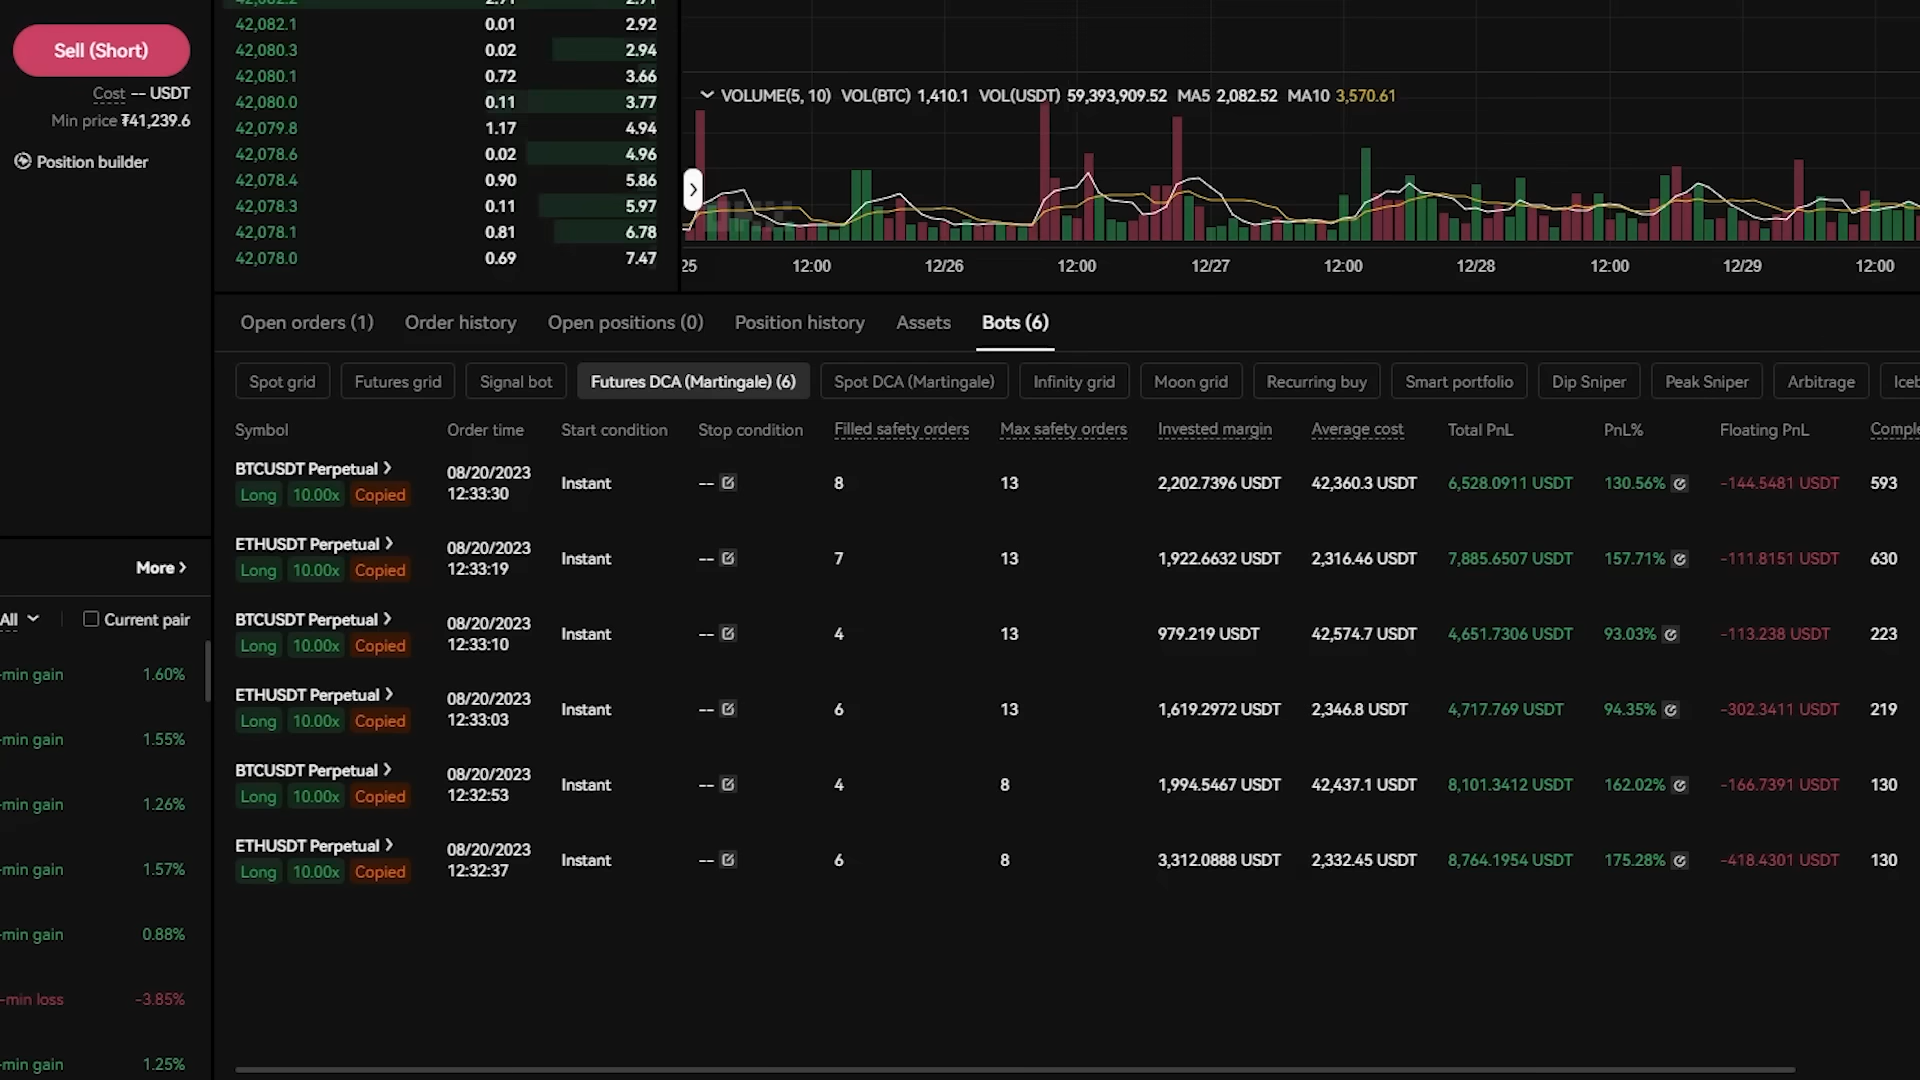 42,082.2 2.91 2.91
42,082.1 0.01 2.92
42,080.3 0.02 2.94
42,080.1 0.72 3.66
42,080.0 0.11 3.77
42,079.8 1.17 4.94
42,078.6 0.02 4.96
42,078.4 0.90 5.86
42,078.3 0.11 5.97
42,078.1 0.81 6.78
42,078.0 0.69 7.47
Sell (Short)
Cost -- USDT
Min price ₮41,239.6
Position builder
VOLUME(5, 10) VOL(BTC) 1,410.1 VOL(USDT) 59,393,909.52 MA5 2,082.52 MA10 3,570.61
25 12:00 12/26 12:00 12/27 12:00 12/28 12:00 12/29 12:00
Open orders (1) Order history Open positions (0) Position history Assets Bots (6)
Spot grid Futures grid Signal bot Futures DCA (Martingale) (6) Spot DCA (Martingale) Infinity grid Moon grid Recurring buy Smart portfolio Dip Sniper Peak Sniper Arbitrage Iceb
Symbol Order time Start condition Stop condition Filled safety orders Max safety orders Invested margin Average cost Total PnL PnL% Floating PnL Comple
BTCUSDT Perpetual 08/20/2023 Instant -- 8 13 2,202.7396 USDT 42,360.3 USDT 6,528.0911 USDT 130.56% -144.5481 USDT 593
Long 10.00x Copied 12:33:30
ETHUSDT Perpetual 08/20/2023 Instant -- 7 13 1,922.6632 USDT 2,316.46 USDT 7,885.6507 USDT 157.71% -111.8151 USDT 630
Long 10.00x Copied 12:33:19
BTCUSDT Perpetual 08/20/2023 Instant -- 4 13 979.219 USDT 42,574.7 USDT 4,651.7306 USDT 93.03% -113.238 USDT 223
Long 10.00x Copied 12:33:10
ETHUSDT Perpetual 08/20/2023 Instant -- 6 13 1,619.2972 USDT 2,346.8 USDT 4,717.769 USDT 94.35% -302.3411 USDT 219
Long 10.00x Copied 12:33:03
BTCUSDT Perpetual 08/20/2023 Instant -- 4 8 1,994.5467 USDT 42,437.1 USDT 8,101.3412 USDT 162.02% -166.7391 USDT 130
Long 10.00x Copied 12:32:53
ETHUSDT Perpetual 08/20/2023 Instant -- 6 8 3,312.0888 USDT 2,332.45 USDT 8,764.1954 USDT 175.28% -418.4301 USDT 130
Long 10.00x Copied 12:32:37
More
All Current pair
-min gain 1.60%
-min gain 1.55%
-min gain 1.26%
-min gain 1.57%
-min gain 0.88%
-min loss -3.85%
-min gain 1.25%